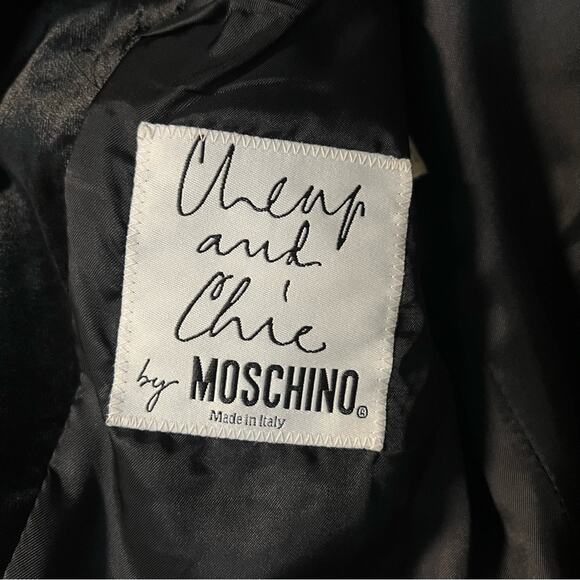 Cheap
and
Chic
by MOSCHINO®
Made in Italy